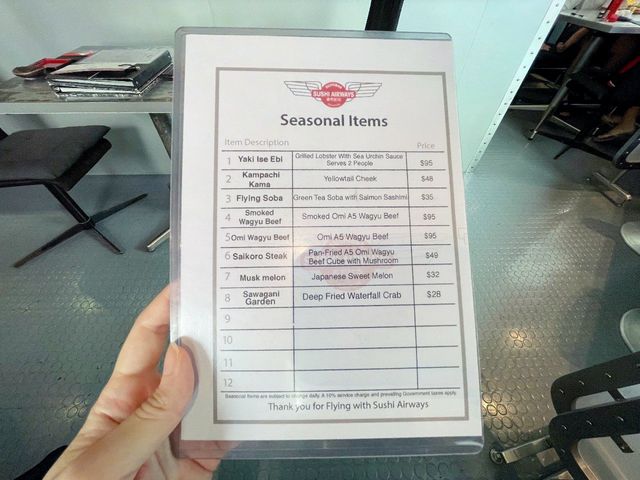 SUSHI AIRWAYS
Seasonal Items
Item Description Price
1 Yaki Ise Ebi Grilled Lobster With Sea Urchin Sauce Serves 2 People $95
2 Kampachi Kama Yellowtail Cheek $48
3 Flying Soba Green Tea Soba with Salmon Sashimi $35
4 Smoked Wagyu Beef Smoked Omi A5 Wagyu Beef $95
5 Omi Wagyu Beef Omi A5 Wagyu Beef $95
6 Saikoro Steak Pan-Fried A5 Omi Wagyu Beef Cube with Mushroom $49
7 Musk melon Japanese Sweet Melon $32
8 Sawagani Garden Deep Fried Waterfall Crab $28
9
10
11
12
Seasonal Items are subject to change daily. A 10% service charge and prevailing Government taxes apply.
Thank you for Flying with Sushi Airways